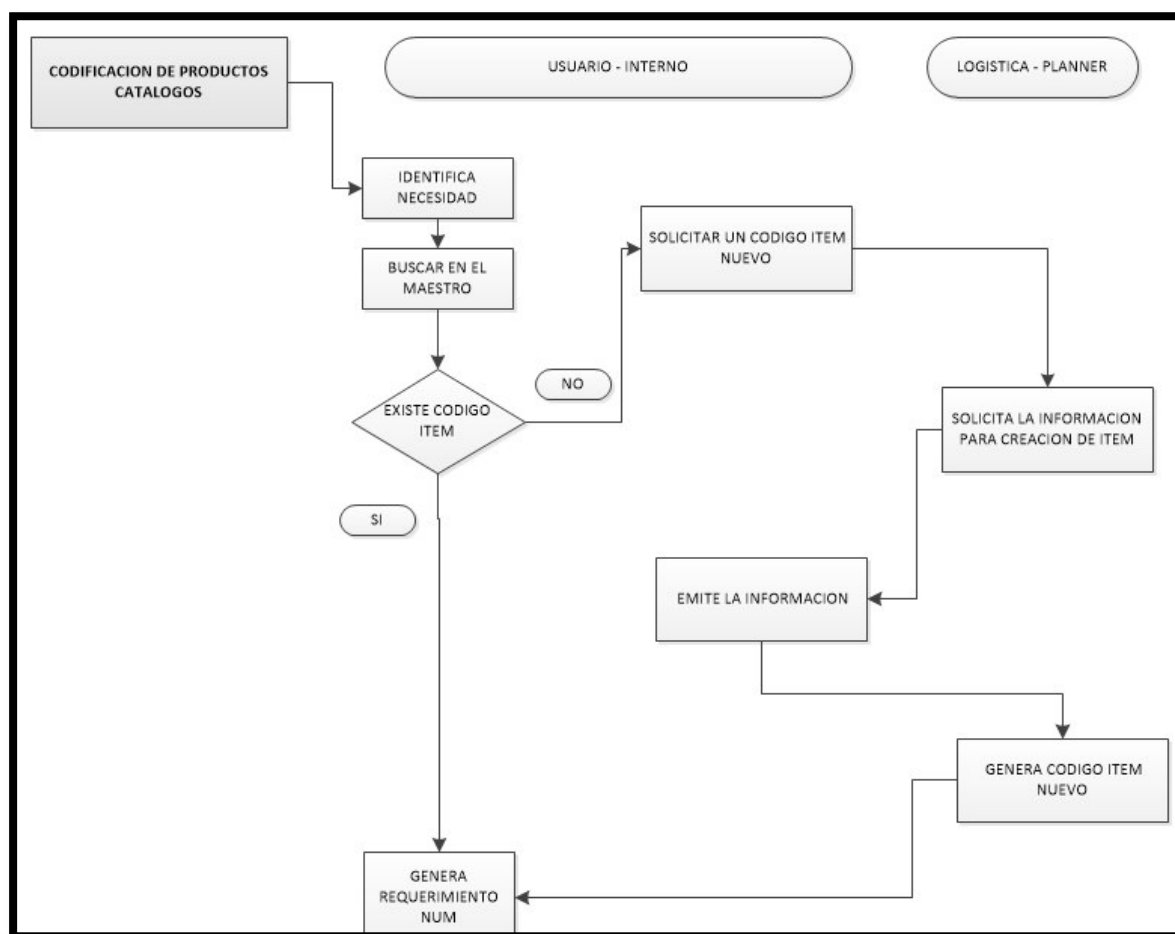 CODIFICACION DE PRODUCTOS
CATALOGOS
USUARIO - INTERNO
LOGISTICA - PLANNER
IDENTIFICA
NECESIDAD
BUSCAR EN EL
MAESTRO
SOLICITAR UN CODIGO ITEM
NUEVO
NO
EXISTE CODIGO
ITEM
SOLICITA LA INFORMACION
PARA CREACION DE ITEM
SI
EMITE LA INFORMACION
GENERA CODIGO ITEM
NUEVO
GENERA
REQUERIMIENTO
NUM